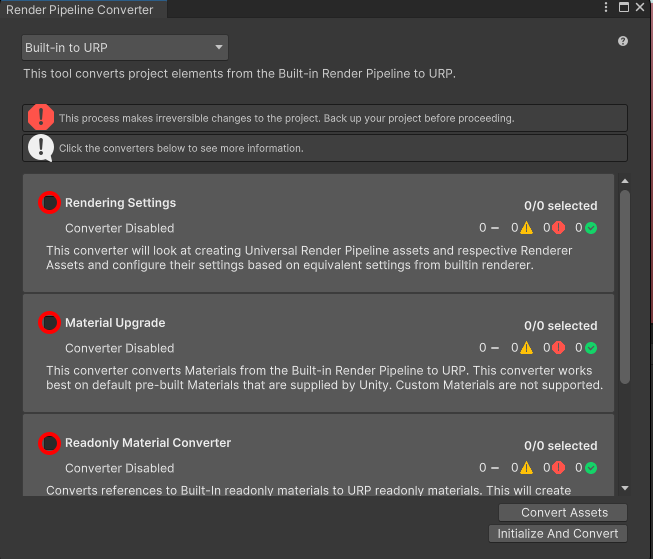 Render Pipeline Converter
Built-in to URP
This tool converts project elements from the Built-in Render Pipeline to URP.
This process makes irreversible changes to the project. Back up your project before proceeding.
Click the converters below to see more information.
Rendering Settings
0/0 selected
Converter Disabled
0 0 0 0
This converter will look at creating Universal Render Pipeline assets and respective Renderer
Assets and configure their settings based on equivalent settings from builtin renderer.
Material Upgrade
0/0 selected
Converter Disabled
0 0 0 0
This converter converts Materials from the Built-in Render Pipeline to URP. This converter works
best on default pre-built Materials that are supplied by Unity. Custom Materials are not supported.
Readonly Material Converter
0/0 selected
Converter Disabled
0 0 0 0
Converts references to Built-In readonly materials to URP readonly materials. This will create
Convert Assets
Initialize And Convert